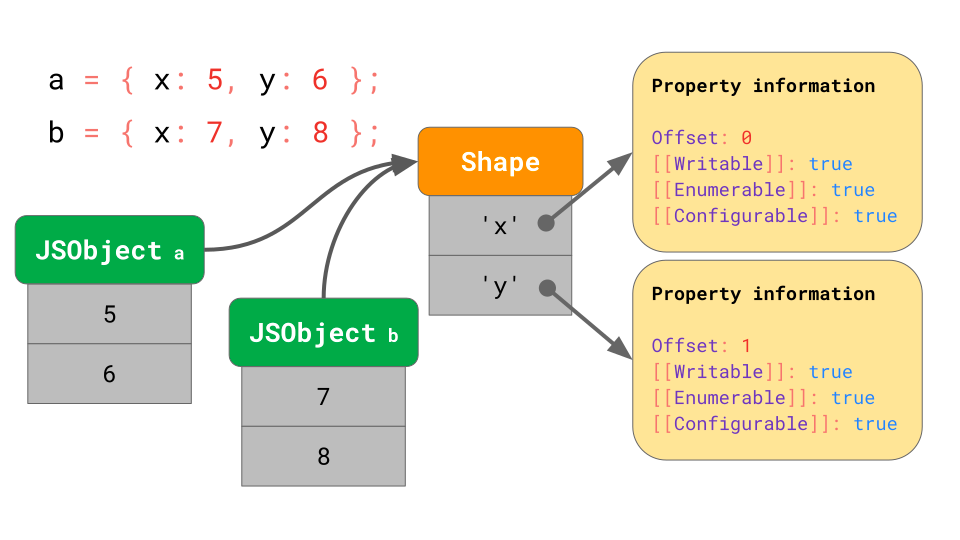 a = { x: 5, y: 6 };
b = { x: 7, y: 8 };
JSObject a
5
6
JSObject b
7
8
Shape
'x'
'y'
Property information
Offset: 0
[[Writable]]: true
[[Enumerable]]: true
[[Configurable]]: true
Property information
Offset: 1
[[Writable]]: true
[[Enumerable]]: true
[[Configurable]]: true